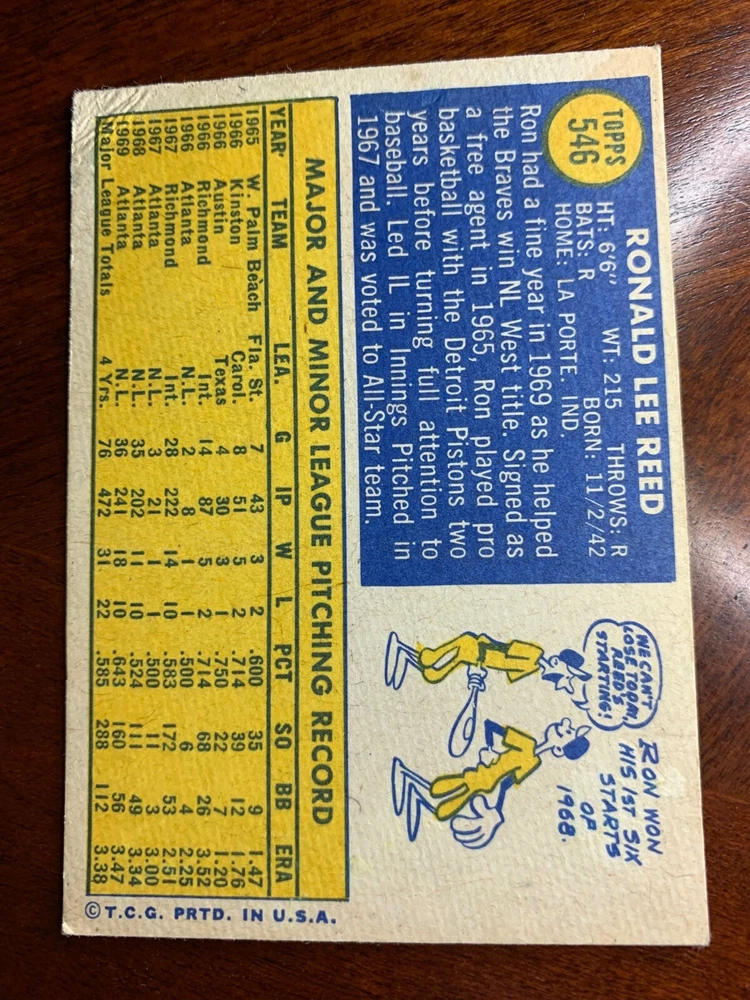 TOPPS
546
RONALD LEE REED
HT: 6'6" WT: 215 THROWS: R
BATS: R BORN: 11/2/42
HOME: LA PORTE. IND.
Ron had a fine year in 1969 as he helped
the Braves win NL West title. Signed as
a free agent in 1965, Ron played pro
basketball with the Detroit Pistons two
years before turning full attention to
baseball. Led IL in Innings Pitched in
1967 and was voted to All-Star team.
WE CAN'T
LOSE TODAY,
REED'S
STARTING!
RON WON
HIS 1ST SIX
STARTS
OF
1968.
MAJOR AND MINOR LEAGUE PITCHING RECORD
YEAR TEAM LEA. G IP W L PCT SO BB ERA
1965 W. Palm Beach Fla. St. 7 43 3 2 .600 35 9 1.47
1966 Kinston Carol. 8 51 5 2 .714 39 12 1.76
1966 Austin Texas 4 30 3 1 .750 22 7 1.20
1966 Richmond Int. 14 87 5 2 .714 68 26 3.52
1966 Atlanta N.L. 2 8 1 1 .500 6 4 2.25
1967 Richmond Int. 28 222 14 10 .583 172 53 2.51
1967 Atlanta N.L. 3 21 1 1 .500 11 3 3.00
1968 Atlanta N.L. 35 202 11 10 .524 111 49 3.34
1969 Atlanta N.L. 36 241 18 10 .643 160 56 3.47
Major League Totals 4 Yrs. 76 472 31 22 .585 288 112 3.38
© T.C.G. PRTD. IN U.S.A.